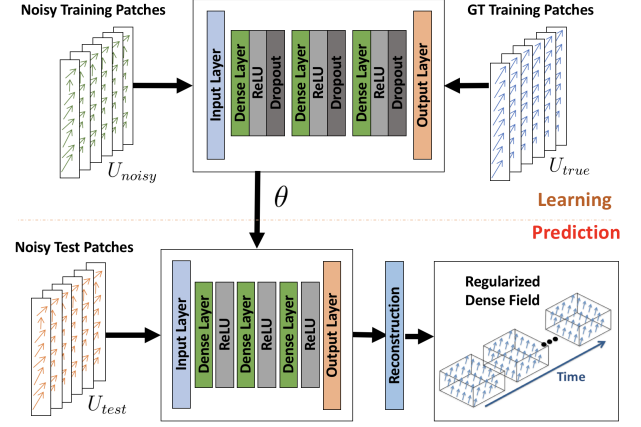 Noisy Training Patches
GT Training Patches
Input Layer
Dense Layer
ReLU
Dropout
Dense Layer
ReLU
Dropout
Dense Layer
ReLU
Dropout
Output Layer
U_noisy
U_true
θ
Learning
Prediction
Noisy Test Patches
Input Layer
Dense Layer
ReLU
Dense Layer
ReLU
Dense Layer
ReLU
Output Layer
Reconstruction
Regularized
Dense Field
Time
U_test